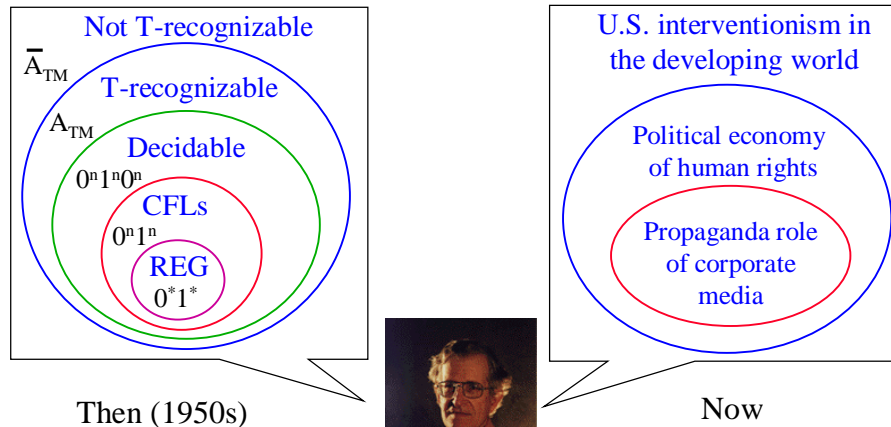 Not T-recognizable
A̅TM
T-recognizable
ATM
Decidable
0ⁿ1ⁿ0ⁿ
CFLs
0ⁿ1ⁿ
REG
0*1*
Then (1950s)
U.S. interventionism in
the developing world
Political economy
of human rights
Propaganda role
of corporate
media
Now